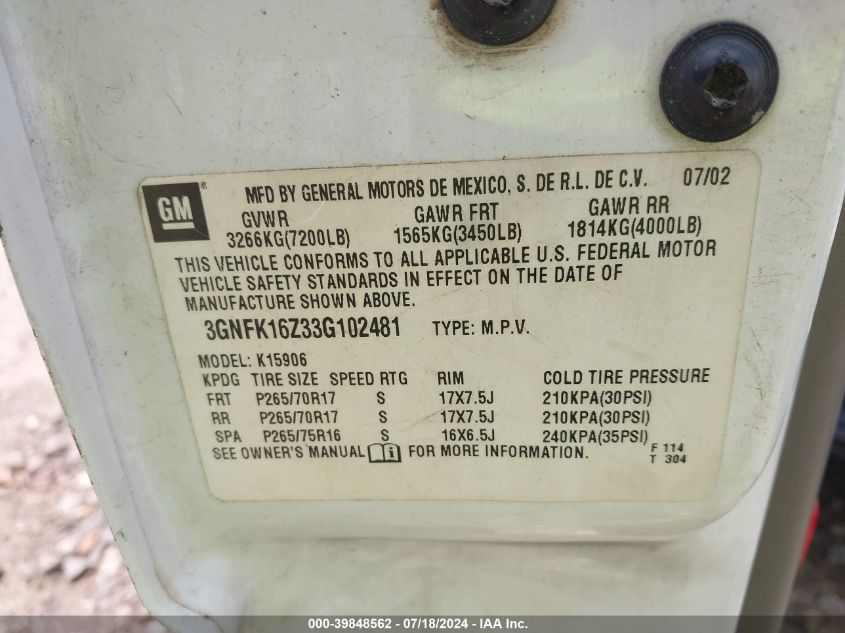 GM ®
MFD BY GENERAL MOTORS DE MEXICO, S. DE R.L. DE C.V. 07/02
GVWR GAWR FRT GAWR RR
3266KG(7200LB) 1565KG(3450LB) 1814KG(4000LB)
THIS VEHICLE CONFORMS TO ALL APPLICABLE U.S. FEDERAL MOTOR
VEHICLE SAFETY STANDARDS IN EFFECT ON THE DATE OF
MANUFACTURE SHOWN ABOVE.
3GNFK16Z33G102481 TYPE: M.P.V.
MODEL: K15906
KPDG TIRE SIZE SPEED RTG RIM COLD TIRE PRESSURE
FRT P265/70R17 S 17X7.5J 210KPA(30PSI)
RR P265/70R17 S 17X7.5J 210KPA(30PSI)
SPA P265/75R16 S 16X6.5J 240KPA(35PSI)
SEE OWNER'S MANUAL i FOR MORE INFORMATION. F 114
T 304
000-39848562 - 07/18/2024 - IAA Inc.